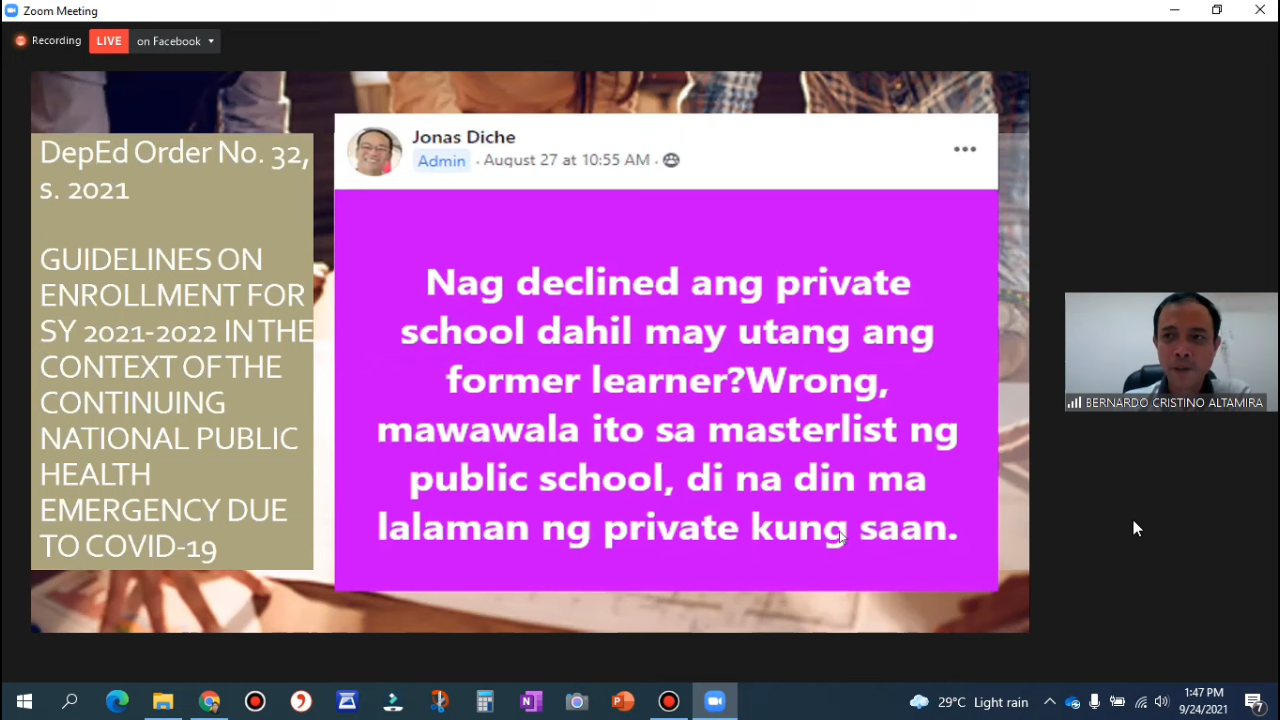 Zoom Meeting
Recording
LIVE
on Facebook
DepEd Order No. 32,
s. 2021
GUIDELINES ON
ENROLLMENT FOR
SY 2021-2022 IN THE
CONTEXT OF THE
CONTINUING
NATIONAL PUBLIC
HEALTH
EMERGENCY DUE
TO COVID-19
Jonas Diche
Admin · August 27 at 10:55 AM ·
Nag declined ang private
school dahil may utang ang
former learner?Wrong,
mawawala ito sa masterlist ng
public school, di na din ma
lalaman ng private kung saan.
BERNARDO CRISTINO ALTAMIRA
29°C Light rain
1:47 PM
9/24/2021
7